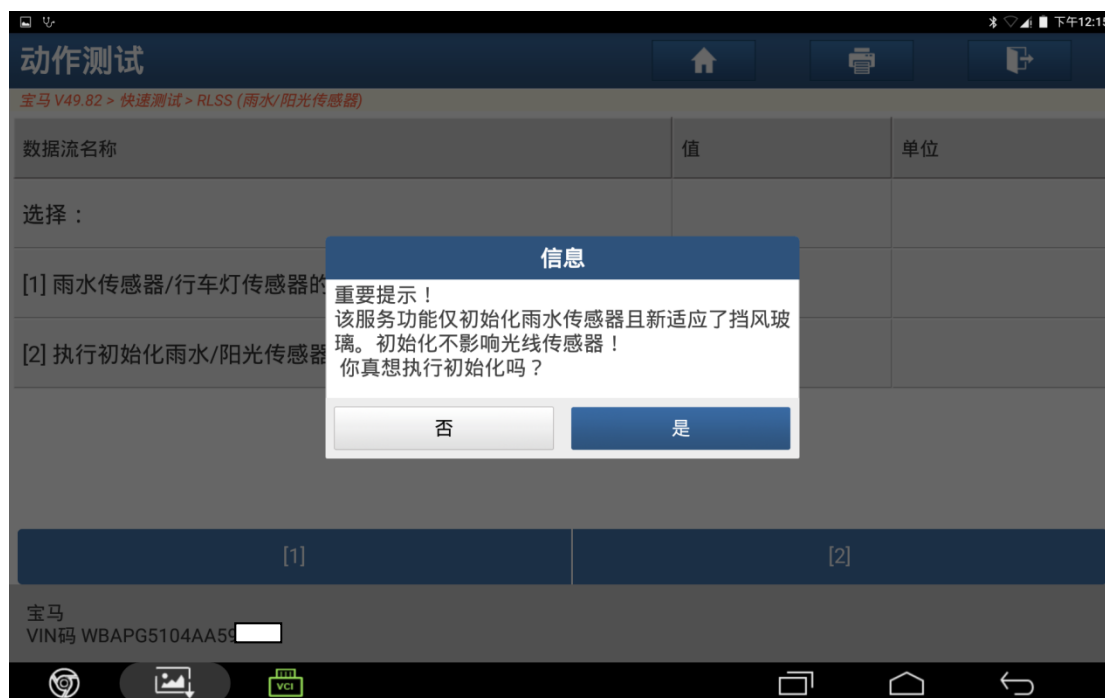 下午12:15
动作测试
宝马 V49.82 > 快速测试 > RLSS (雨水/阳光传感器)
数据流名称 值 单位
选择：
[1] 雨水传感器/行车灯传感器的
[2] 执行初始化雨水/阳光传感器
信息
重要提示！
该服务功能仅初始化雨水传感器且新适应了挡风玻
璃。初始化不影响光线传感器！
你真想执行初始化吗？
否 是
[1] [2]
宝马
VIN码 WBAPG5104AA59
VCI